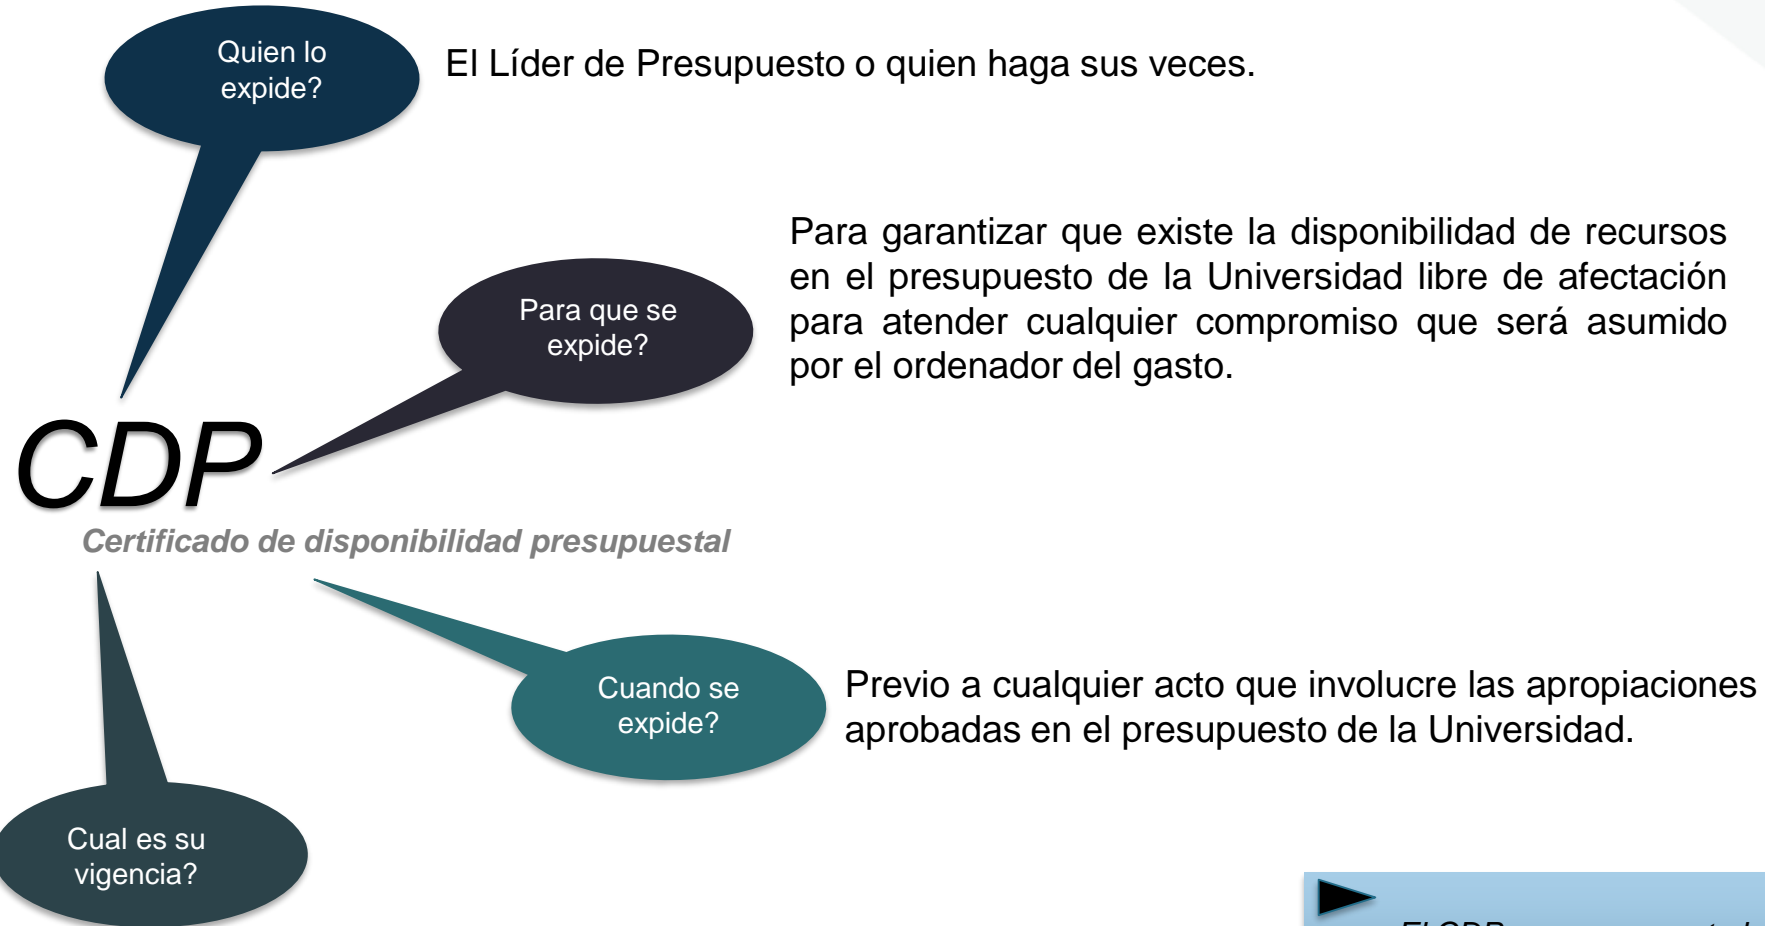 Quien lo
expide?
El Líder de Presupuesto o quien haga sus veces.
Para que se
expide?
Para garantizar que existe la disponibilidad de recursos
en el presupuesto de la Universidad libre de afectación
para atender cualquier compromiso que será asumido
por el ordenador del gasto.
CDP
Certificado de disponibilidad presupuestal
Cuando se
expide?
Previo a cualquier acto que involucre las apropiaciones
aprobadas en el presupuesto de la Universidad.
Cual es su
vigencia?
El CDP